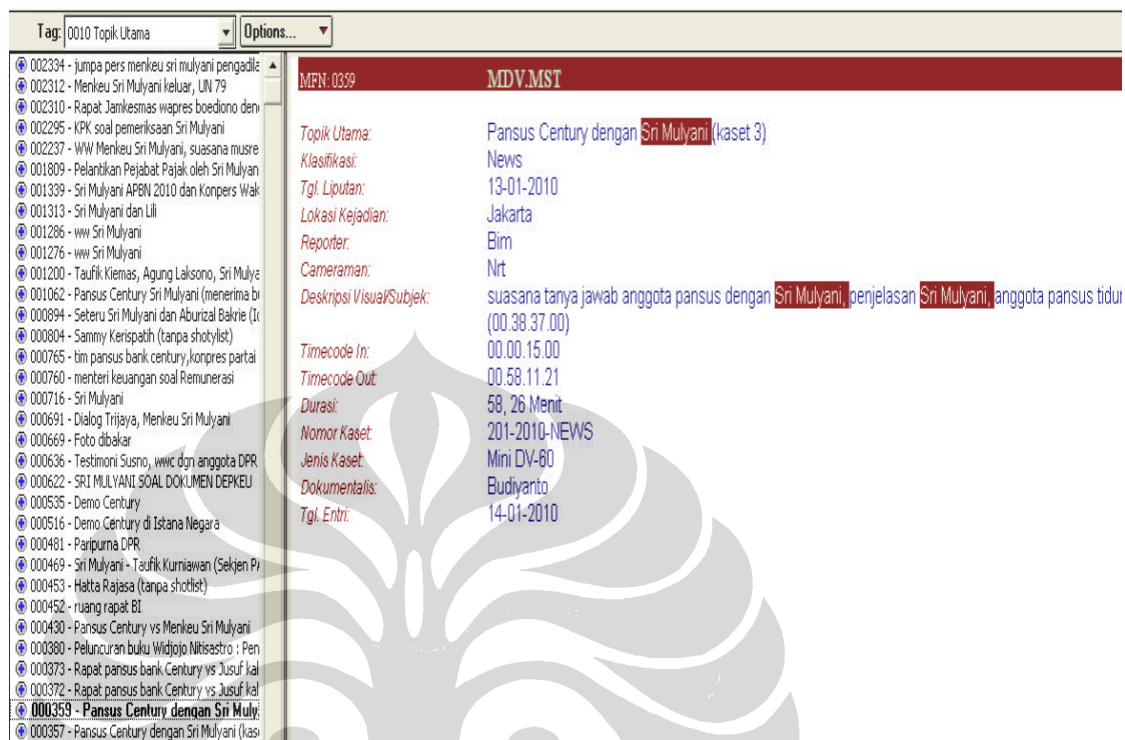 Tag: 0010 Topik Utama Options...
002334 - jumpa pers menkeu sri mulyani pengadila
002312 - Menkeu Sri Mulyani keluar, UN 79
002310 - Rapat Jamkesmas wapres boediono den
002295 - KPK soal pemeriksaan Sri Mulyani
002237 - WW Menkeu Sri Mulyani, suasana musre
001809 - Pelantikan Pejabat Pajak oleh Sri Mulyan
001339 - Sri Mulyani APBN 2010 dan Konpers Wak
001313 - Sri Mulyani dan Lili
001286 - ww Sri Mulyani
001276 - ww Sri Mulyani
001200 - Taufik Kiemas, Agung Laksono, Sri Mulya
001062 - Pansus Century Sri Mulyani (menerima b
000894 - Seteru Sri Mulyani dan Aburizal Bakrie (I
000804 - Sammy Kerispatih (tanpa shotylist)
000765 - tim pansus bank century,konpres partai
000760 - menteri keuangan soal Remunerasi
000716 - Sri Mulyani
000691 - Dialog Trijaya, Menkeu Sri Mulyani
000669 - Foto dibakar
000636 - Testimoni Susno, wwc dgn anggota DPR
000622 - SRI MULYANI SOAL DOKUMEN DEPKEU
000535 - Demo Century
000516 - Demo Century di Istana Negara
000481 - Paripurna DPR
000469 - Sri Mulyani - Taufik Kurniawan (Sekjen P
000453 - Hatta Rajasa (tanpa shotlist)
000452 - ruang rapat BI
000430 - Pansus Century vs Menkeu Sri Mulyani
000380 - Peluncuran buku Widjojo Nitisastro : Pen
000373 - Rapat pansus bank Century vs Jusuf kal
000372 - Rapat pansus bank Century vs Jusuf kal
000359 - Pansus Century dengan Sri Muly
000357 - Pansus Century dengan Sri Mulyani (kas
MFN: 0359 MDV.MST
Topik Utama: Pansus Century dengan Sri Mulyani (kaset 3)
Klasifikasi: News
Tgl. Liputan: 13-01-2010
Lokasi Kejadian: Jakarta
Reporter: Bim
Cameraman: Nrt
Deskripsi Visual/Subjek: suasana tanya jawab anggota pansus dengan Sri Mulyani, penjelasan Sri Mulyani, anggota pansus tidur
(00.38.37.00)
Timecode In: 00.00.15.00
Timecode Out: 00.58.11.21
Durasi: 58, 26 Menit
Nomor Kaset: 201-2010-NEWS
Jenis Kaset: Mini DV-60
Dokumentalis: Budiyanto
Tgl. Entri: 14-01-2010